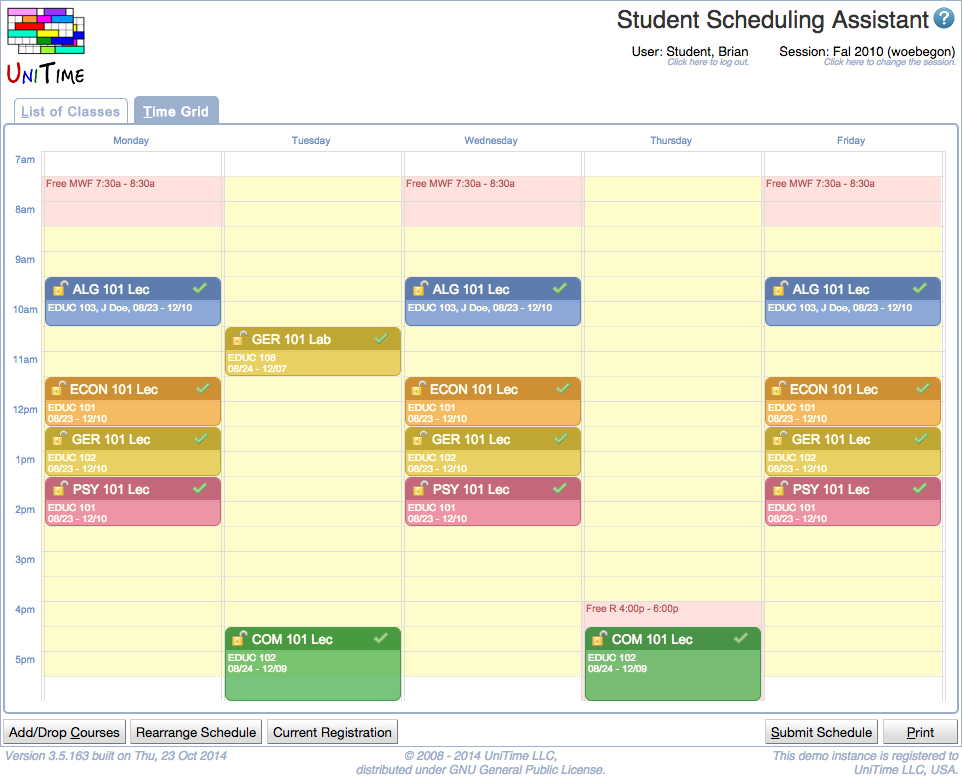 UNITIME
Student Scheduling Assistant ?
User: Student, Brian
Session: Fal 2010 (woebegon)
Click here to log out.
Click here to change the session.
List of Classes
Time Grid
Monday
Tuesday
Wednesday
Thursday
Friday
7am
Free MWF 7:30a - 8:30a
Free MWF 7:30a - 8:30a
Free MWF 7:30a - 8:30a
8am
9am
ALG 101 Lec
EDUC 103, J Doe, 08/23 - 12/10
ALG 101 Lec
EDUC 103, J Doe, 08/23 - 12/10
ALG 101 Lec
EDUC 103, J Doe, 08/23 - 12/10
10am
GER 101 Lab
EDUC 108
08/24 - 12/07
11am
ECON 101 Lec
EDUC 101
08/23 - 12/10
ECON 101 Lec
EDUC 101
08/23 - 12/10
ECON 101 Lec
EDUC 101
08/23 - 12/10
12pm
GER 101 Lec
EDUC 102
08/23 - 12/10
GER 101 Lec
EDUC 102
08/23 - 12/10
GER 101 Lec
EDUC 102
08/23 - 12/10
1pm
PSY 101 Lec
EDUC 101
08/23 - 12/10
PSY 101 Lec
EDUC 101
08/23 - 12/10
PSY 101 Lec
EDUC 101
08/23 - 12/10
2pm
3pm
4pm
Free R 4:00p - 6:00p
COM 101 Lec
EDUC 102
08/24 - 12/09
COM 101 Lec
EDUC 102
08/24 - 12/09
5pm
Add/Drop Courses
Rearrange Schedule
Current Registration
Submit Schedule
Print
Version 3.5.163 built on Thu, 23 Oct 2014
© 2008 - 2014 UniTime LLC,
distributed under GNU General Public License.
This demo instance is registered to
UniTime LLC, USA.